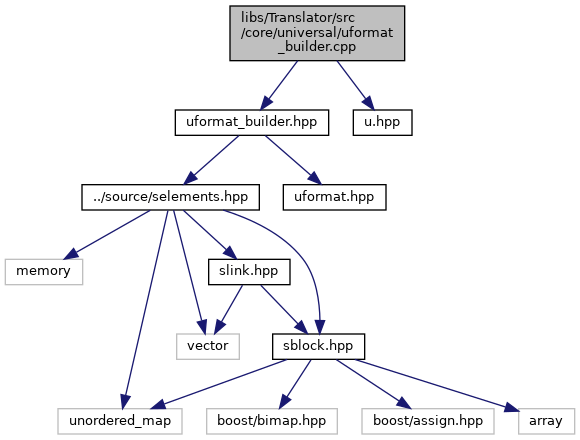 libs/Translator/src
/core/universal/uformat
_builder.cpp
uformat_builder.hpp
u.hpp
../source/selements.hpp
uformat.hpp
memory
slink.hpp
vector
sblock.hpp
unordered_map
boost/bimap.hpp
boost/assign.hpp
array